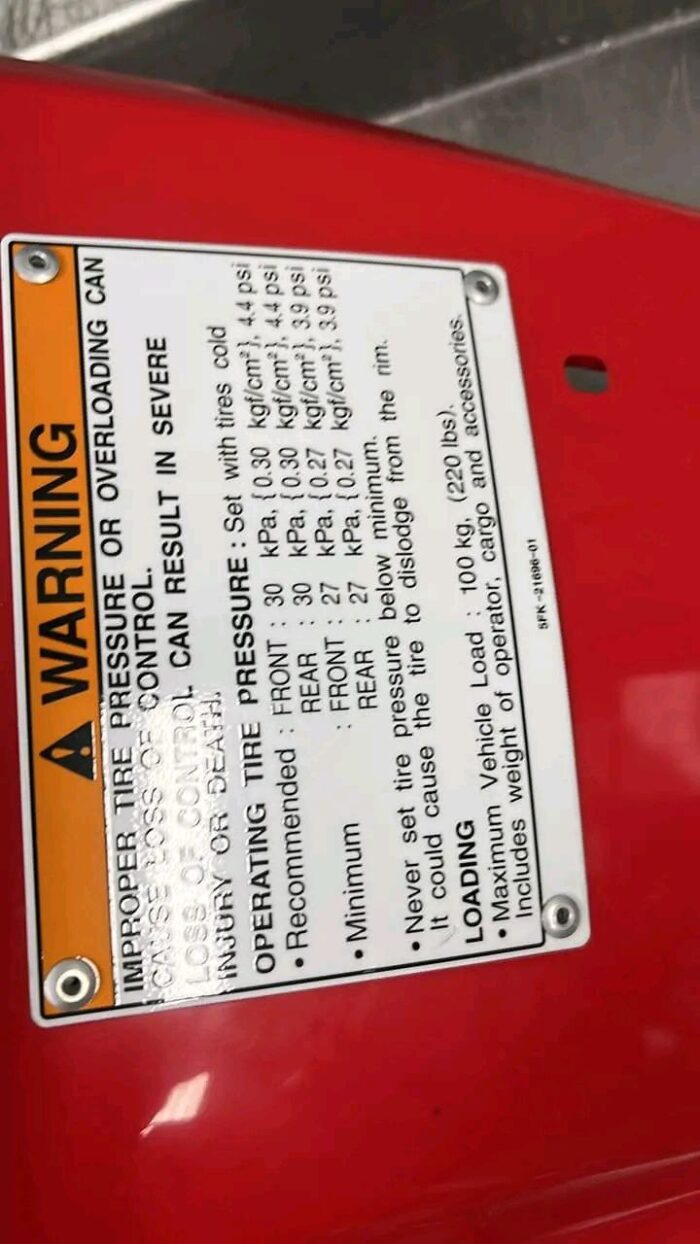 WARNING
IMPROPER TIRE PRESSURE OR OVERLOADING CAN
CAUSE LOSS OF CONTROL.
LOSS OF CONTROL CAN RESULT IN SEVERE
INJURY OR DEATH.
OPERATING TIRE PRESSURE : Set with tires cold
• Recommended : FRONT : 30 kPa, {0.30 kgf/cm²}, 4.4 psi
REAR : 30 kPa, {0.30 kgf/cm²}, 4.4 psi
• Minimum : FRONT : 27 kPa, {0.27 kgf/cm²}, 3.9 psi
REAR : 27 kPa, {0.27 kgf/cm²}, 3.9 psi
• Never set tire pressure below minimum.
It could cause the tire to dislodge from the rim.
LOADING
• Maximum Vehicle Load : 100 kg, (220 lbs).
Includes weight of operator, cargo and accessories.
5FK-21696-01